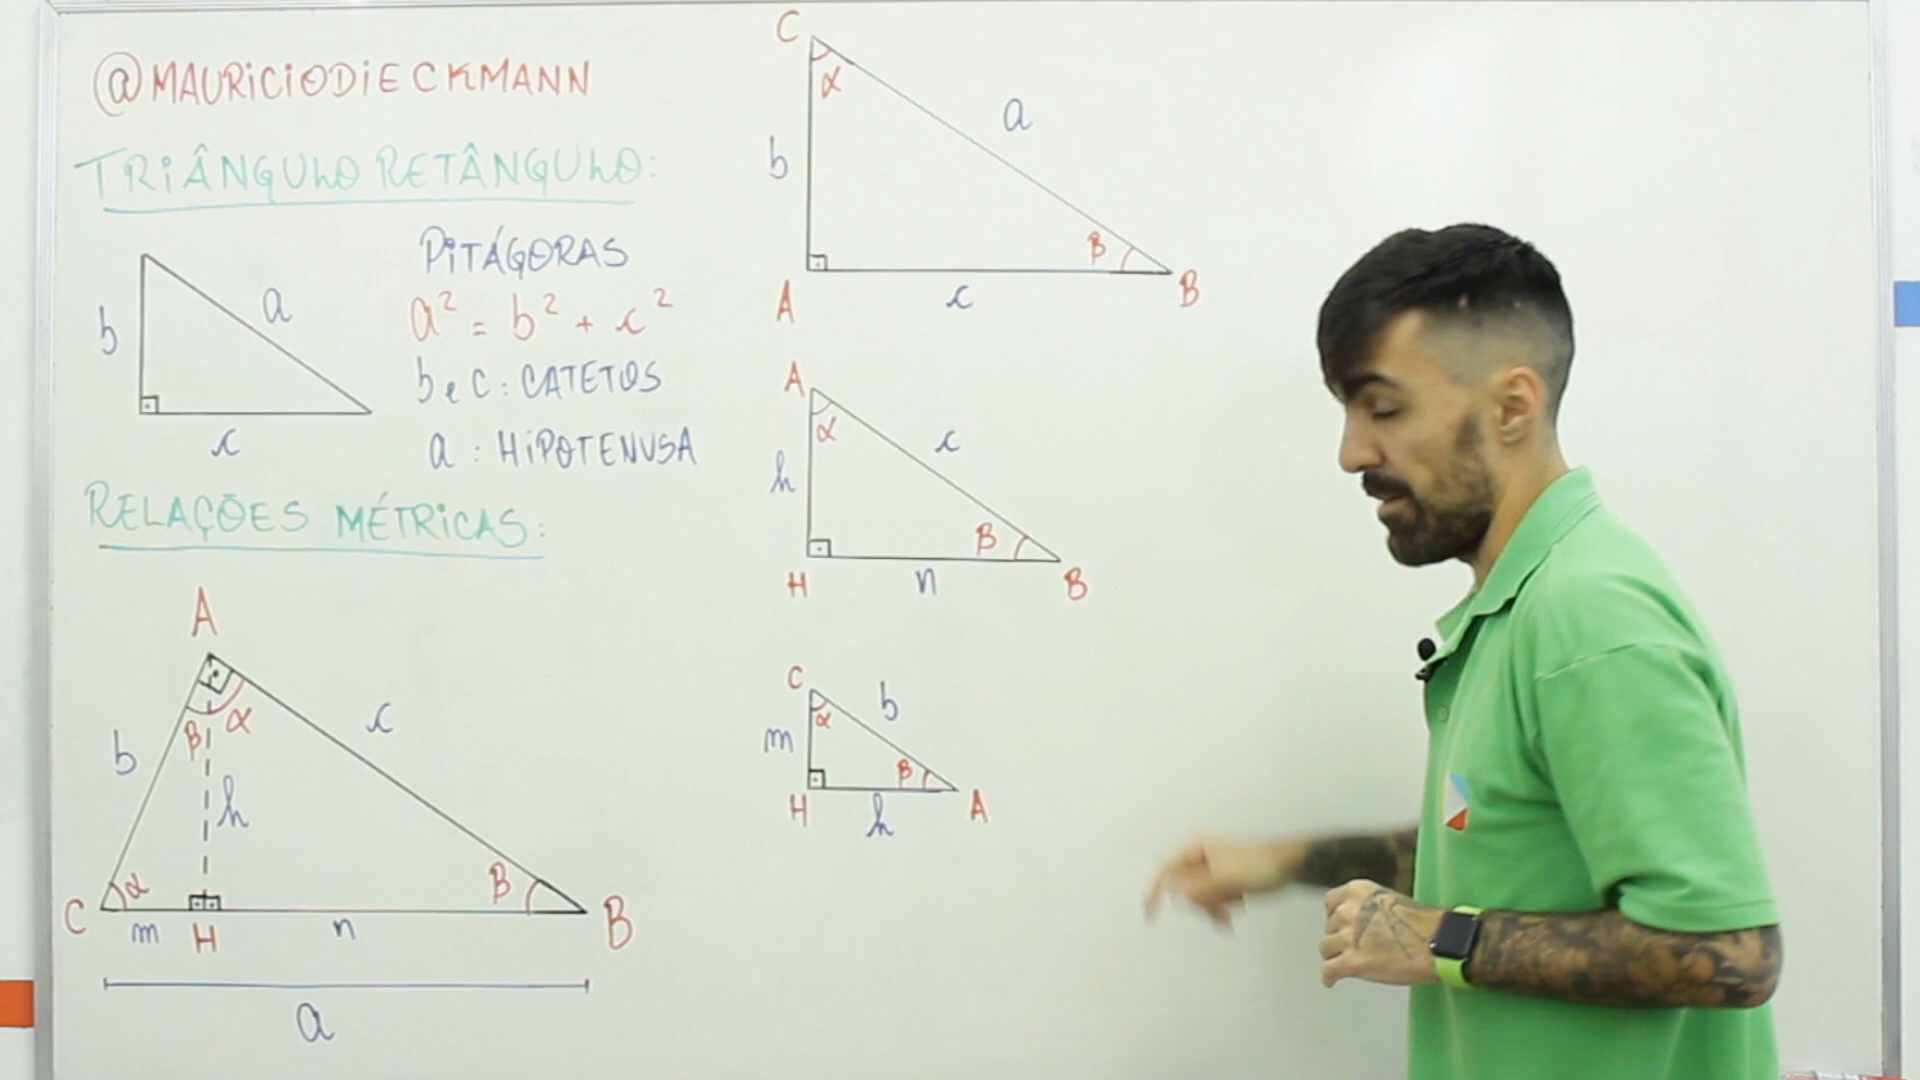 @MAURICIODIECKMANN
TRIÂNGULO RETÂNGULO:
b
a
c
PITÁGORAS
a² = b² + c²
b e c : CATETOS
a : HIPOTENUSA
RELAÇÕES MÉTRICAS:
A
b
c
β
α
h
C
α
β
B
m
H
n
a
C
α
a
b
β
A
c
B
A
α
c
h
β
H
n
B
C
α
b
m
β
H
h
A